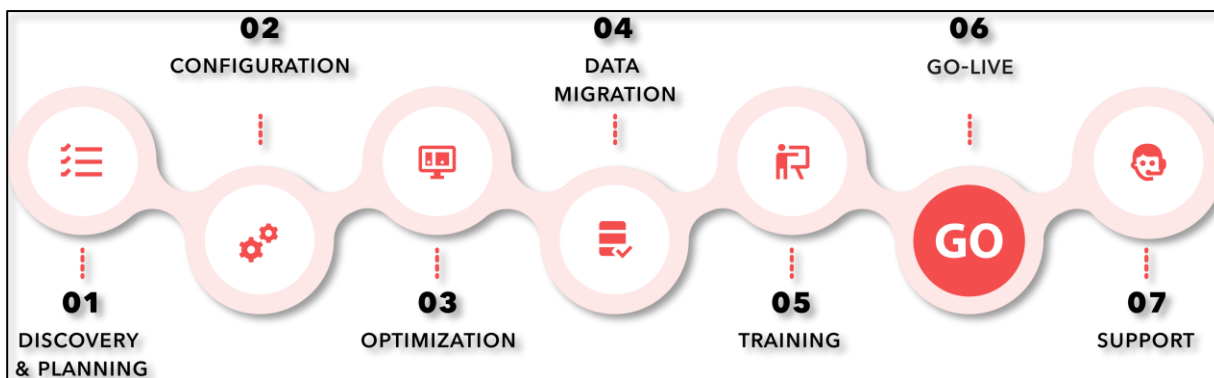 01
DISCOVERY
& PLANNING
02
CONFIGURATION
03
OPTIMIZATION
04
DATA
MIGRATION
05
TRAINING
06
GO-LIVE
GO
07
SUPPORT